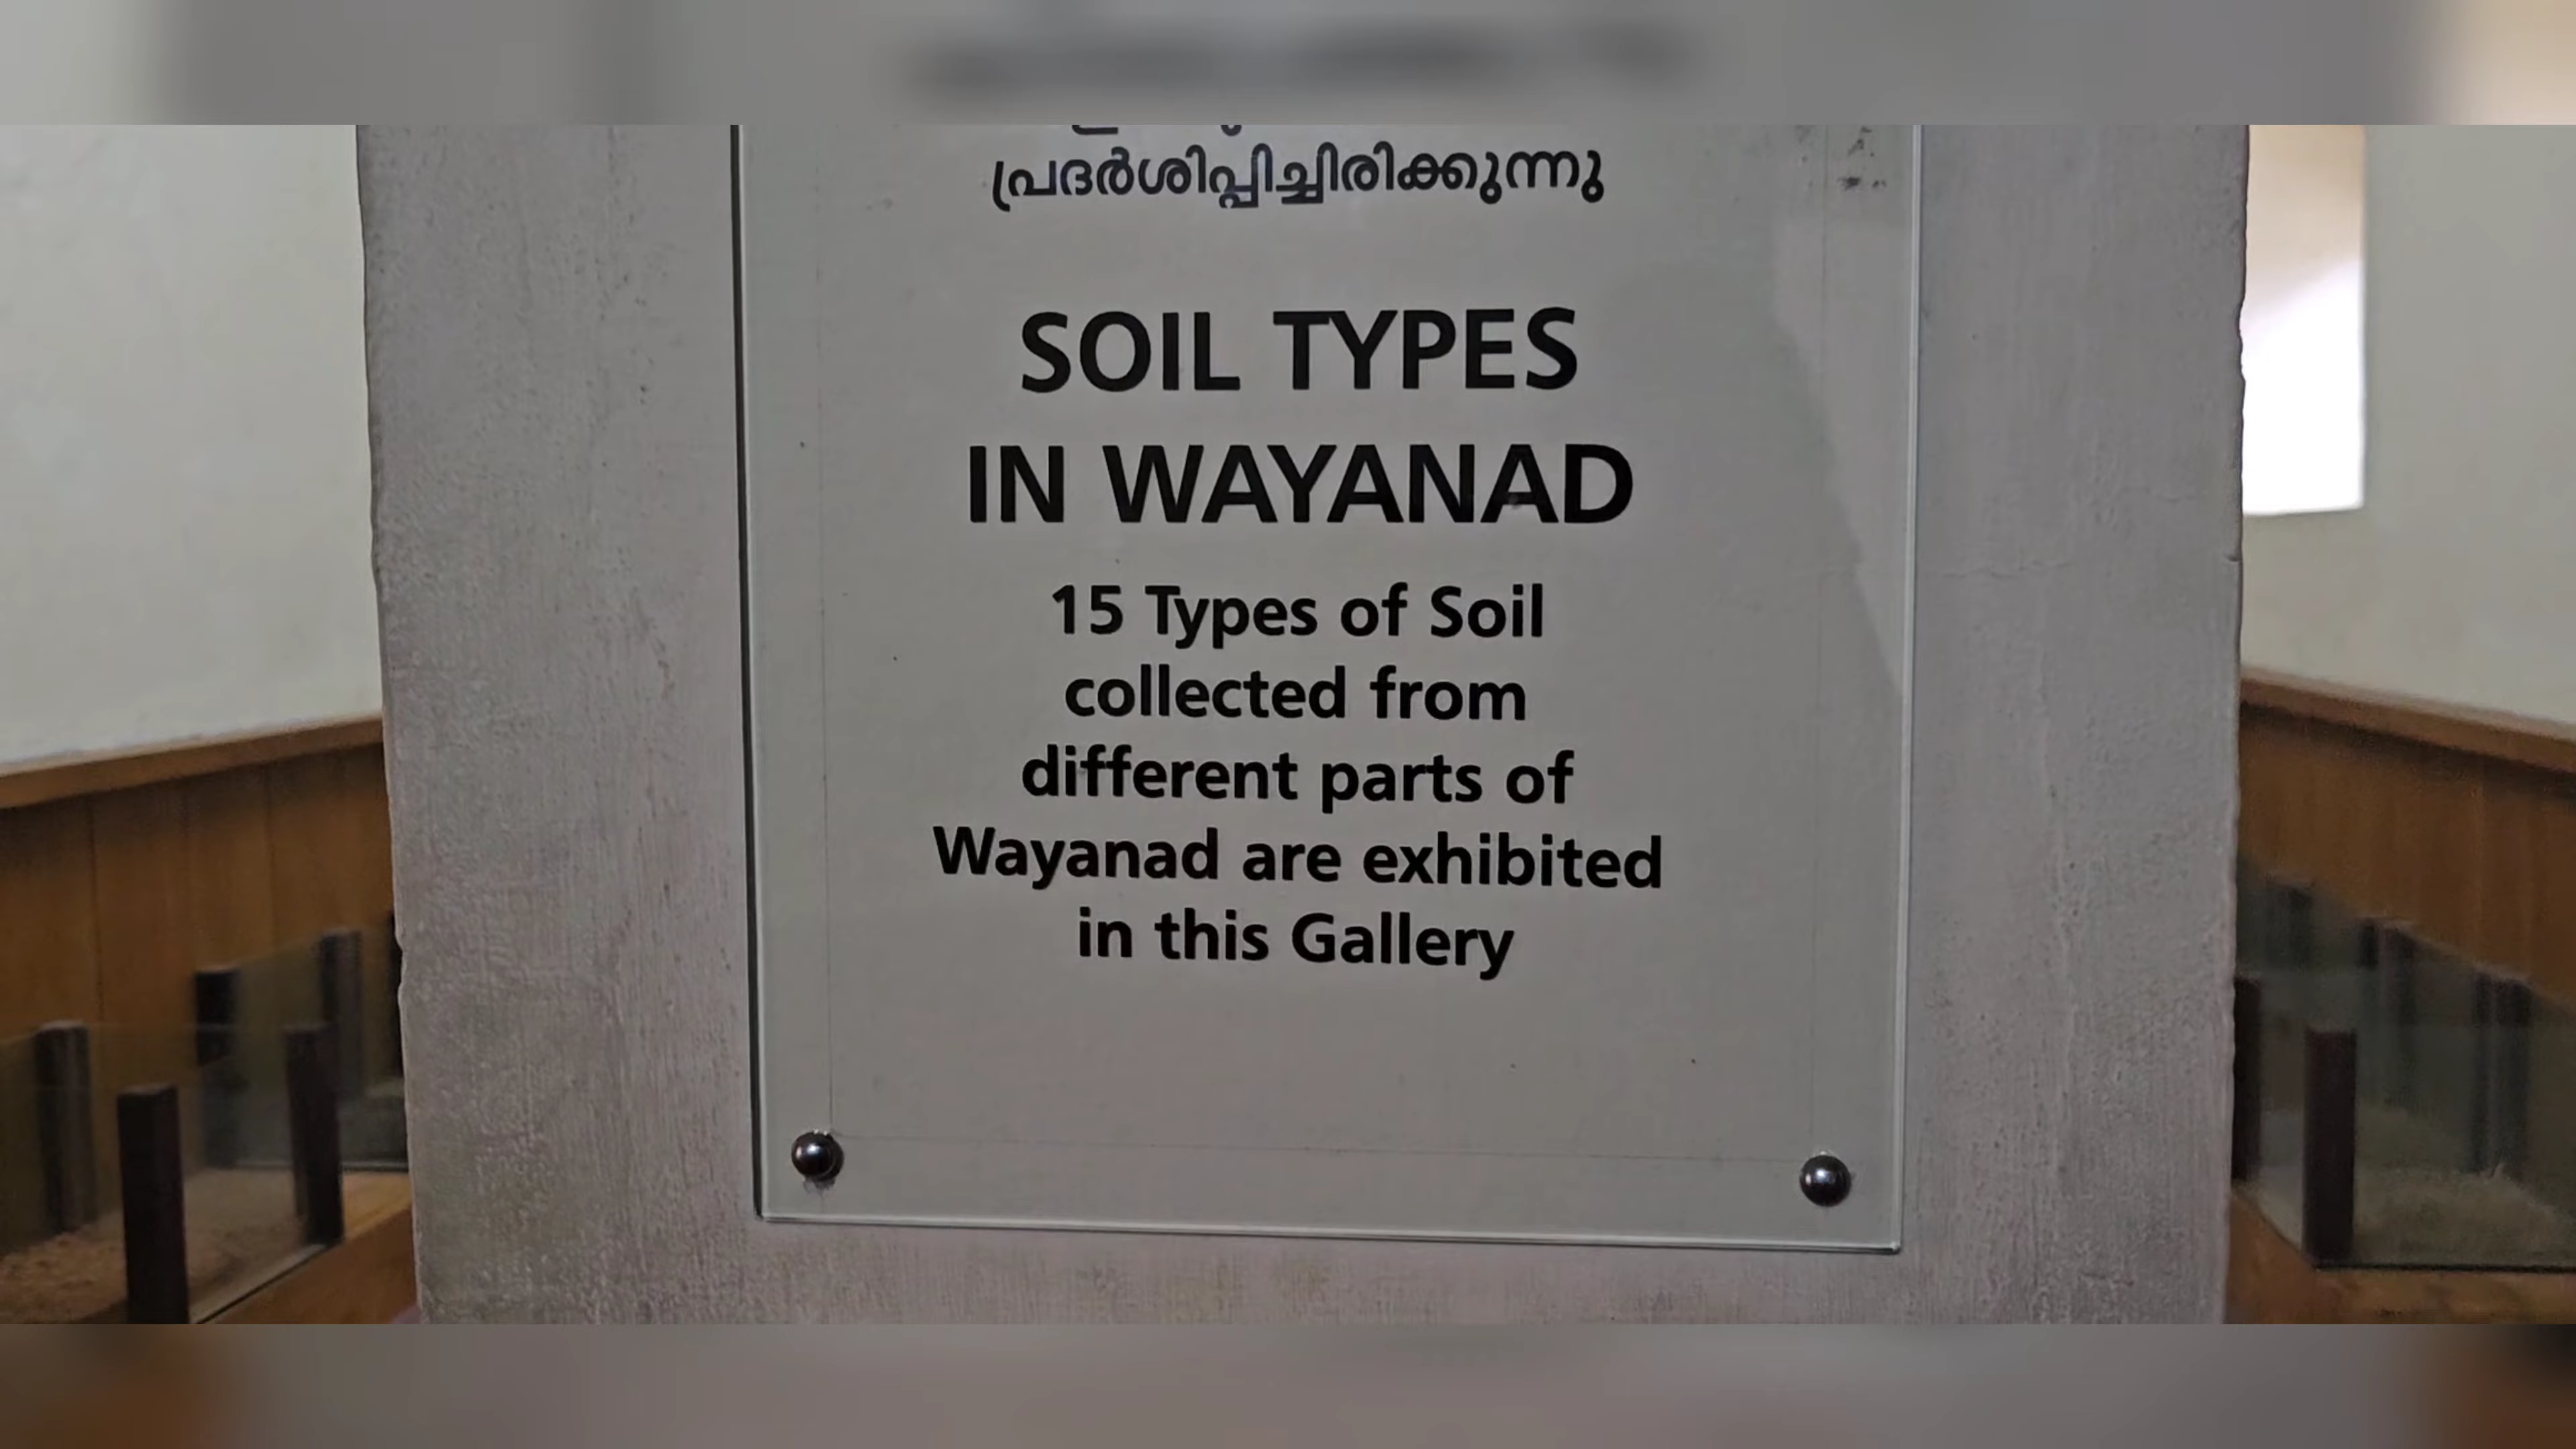 പ്രദർശിപ്പിച്ചിരിക്കുന്നു
SOIL TYPES
IN WAYANAD
15 Types of Soil
collected from
different parts of
Wayanad are exhibited
in this Gallery